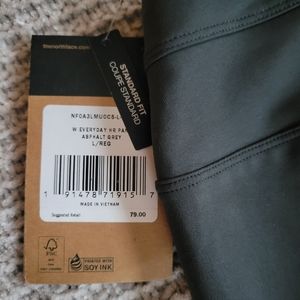 thenorthface.com
STANDARD FIT
COUPE STANDARD
W EVERYDAY HR PA
ASPHALT GREY
L/REG
1 91478 71915 7
MADE IN VIETNAM
Suggested Retail
79.00
FSC
PRINTED WITH
SOY INK